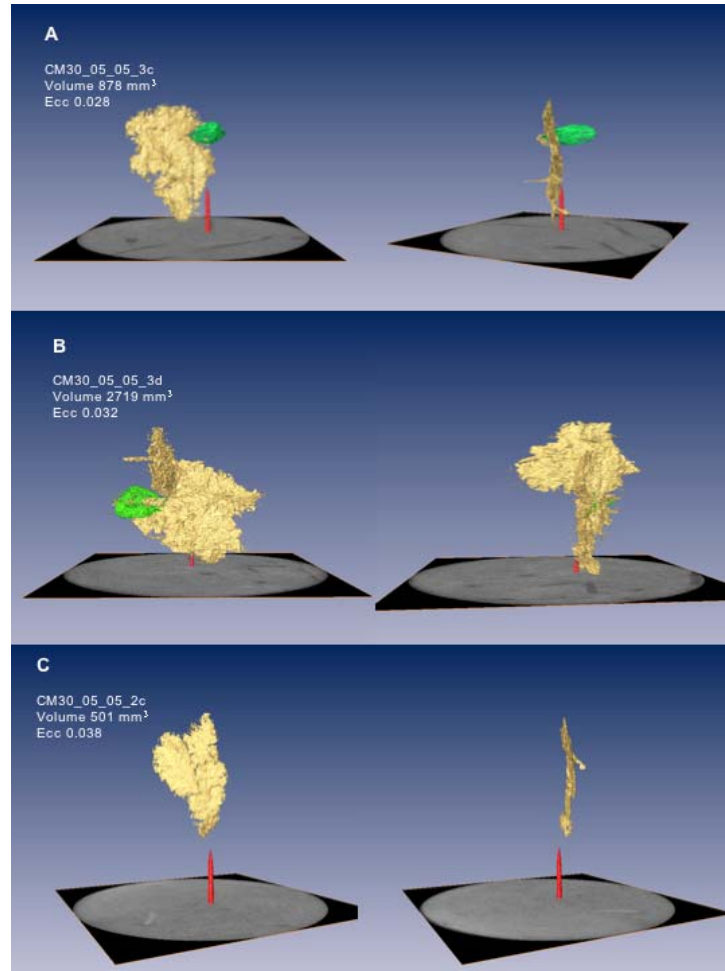 A
CM30_05_05_3c
Volume 878 mm³
Ecc 0.028
B
CM30_05_05_3d
Volume 2719 mm³
Ecc 0.032
C
CM30_05_05_2c
Volume 501 mm³
Ecc 0.038